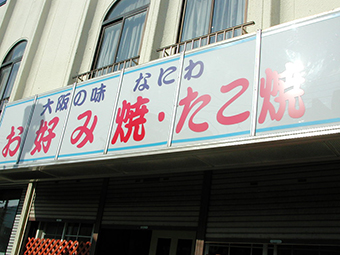 大阪の味 なにわ
お好み焼・たこ焼